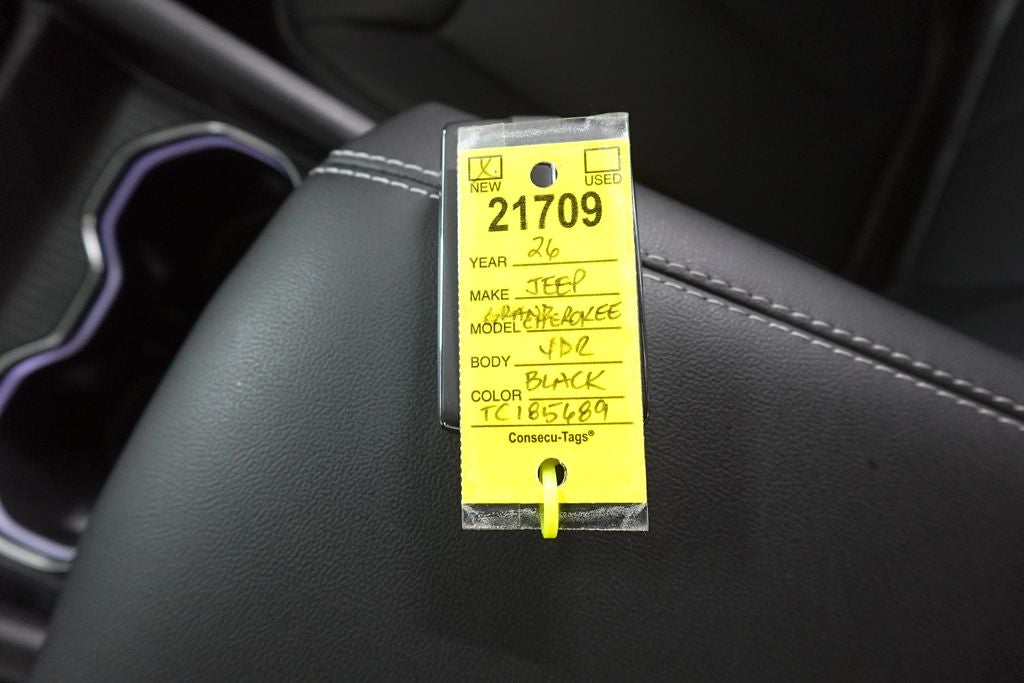 X
NEW USED
21709
YEAR 26
MAKE JEEP
GRAND
MODEL CHEROKEE
BODY 4DR
COLOR BLACK
TC185689
Consecu-Tags®